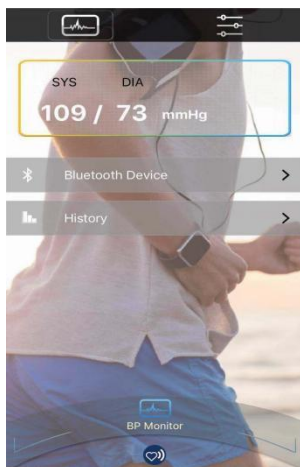 SYS DIA
109 / 73 mmHg
Bluetooth Device
History
BP Monitor